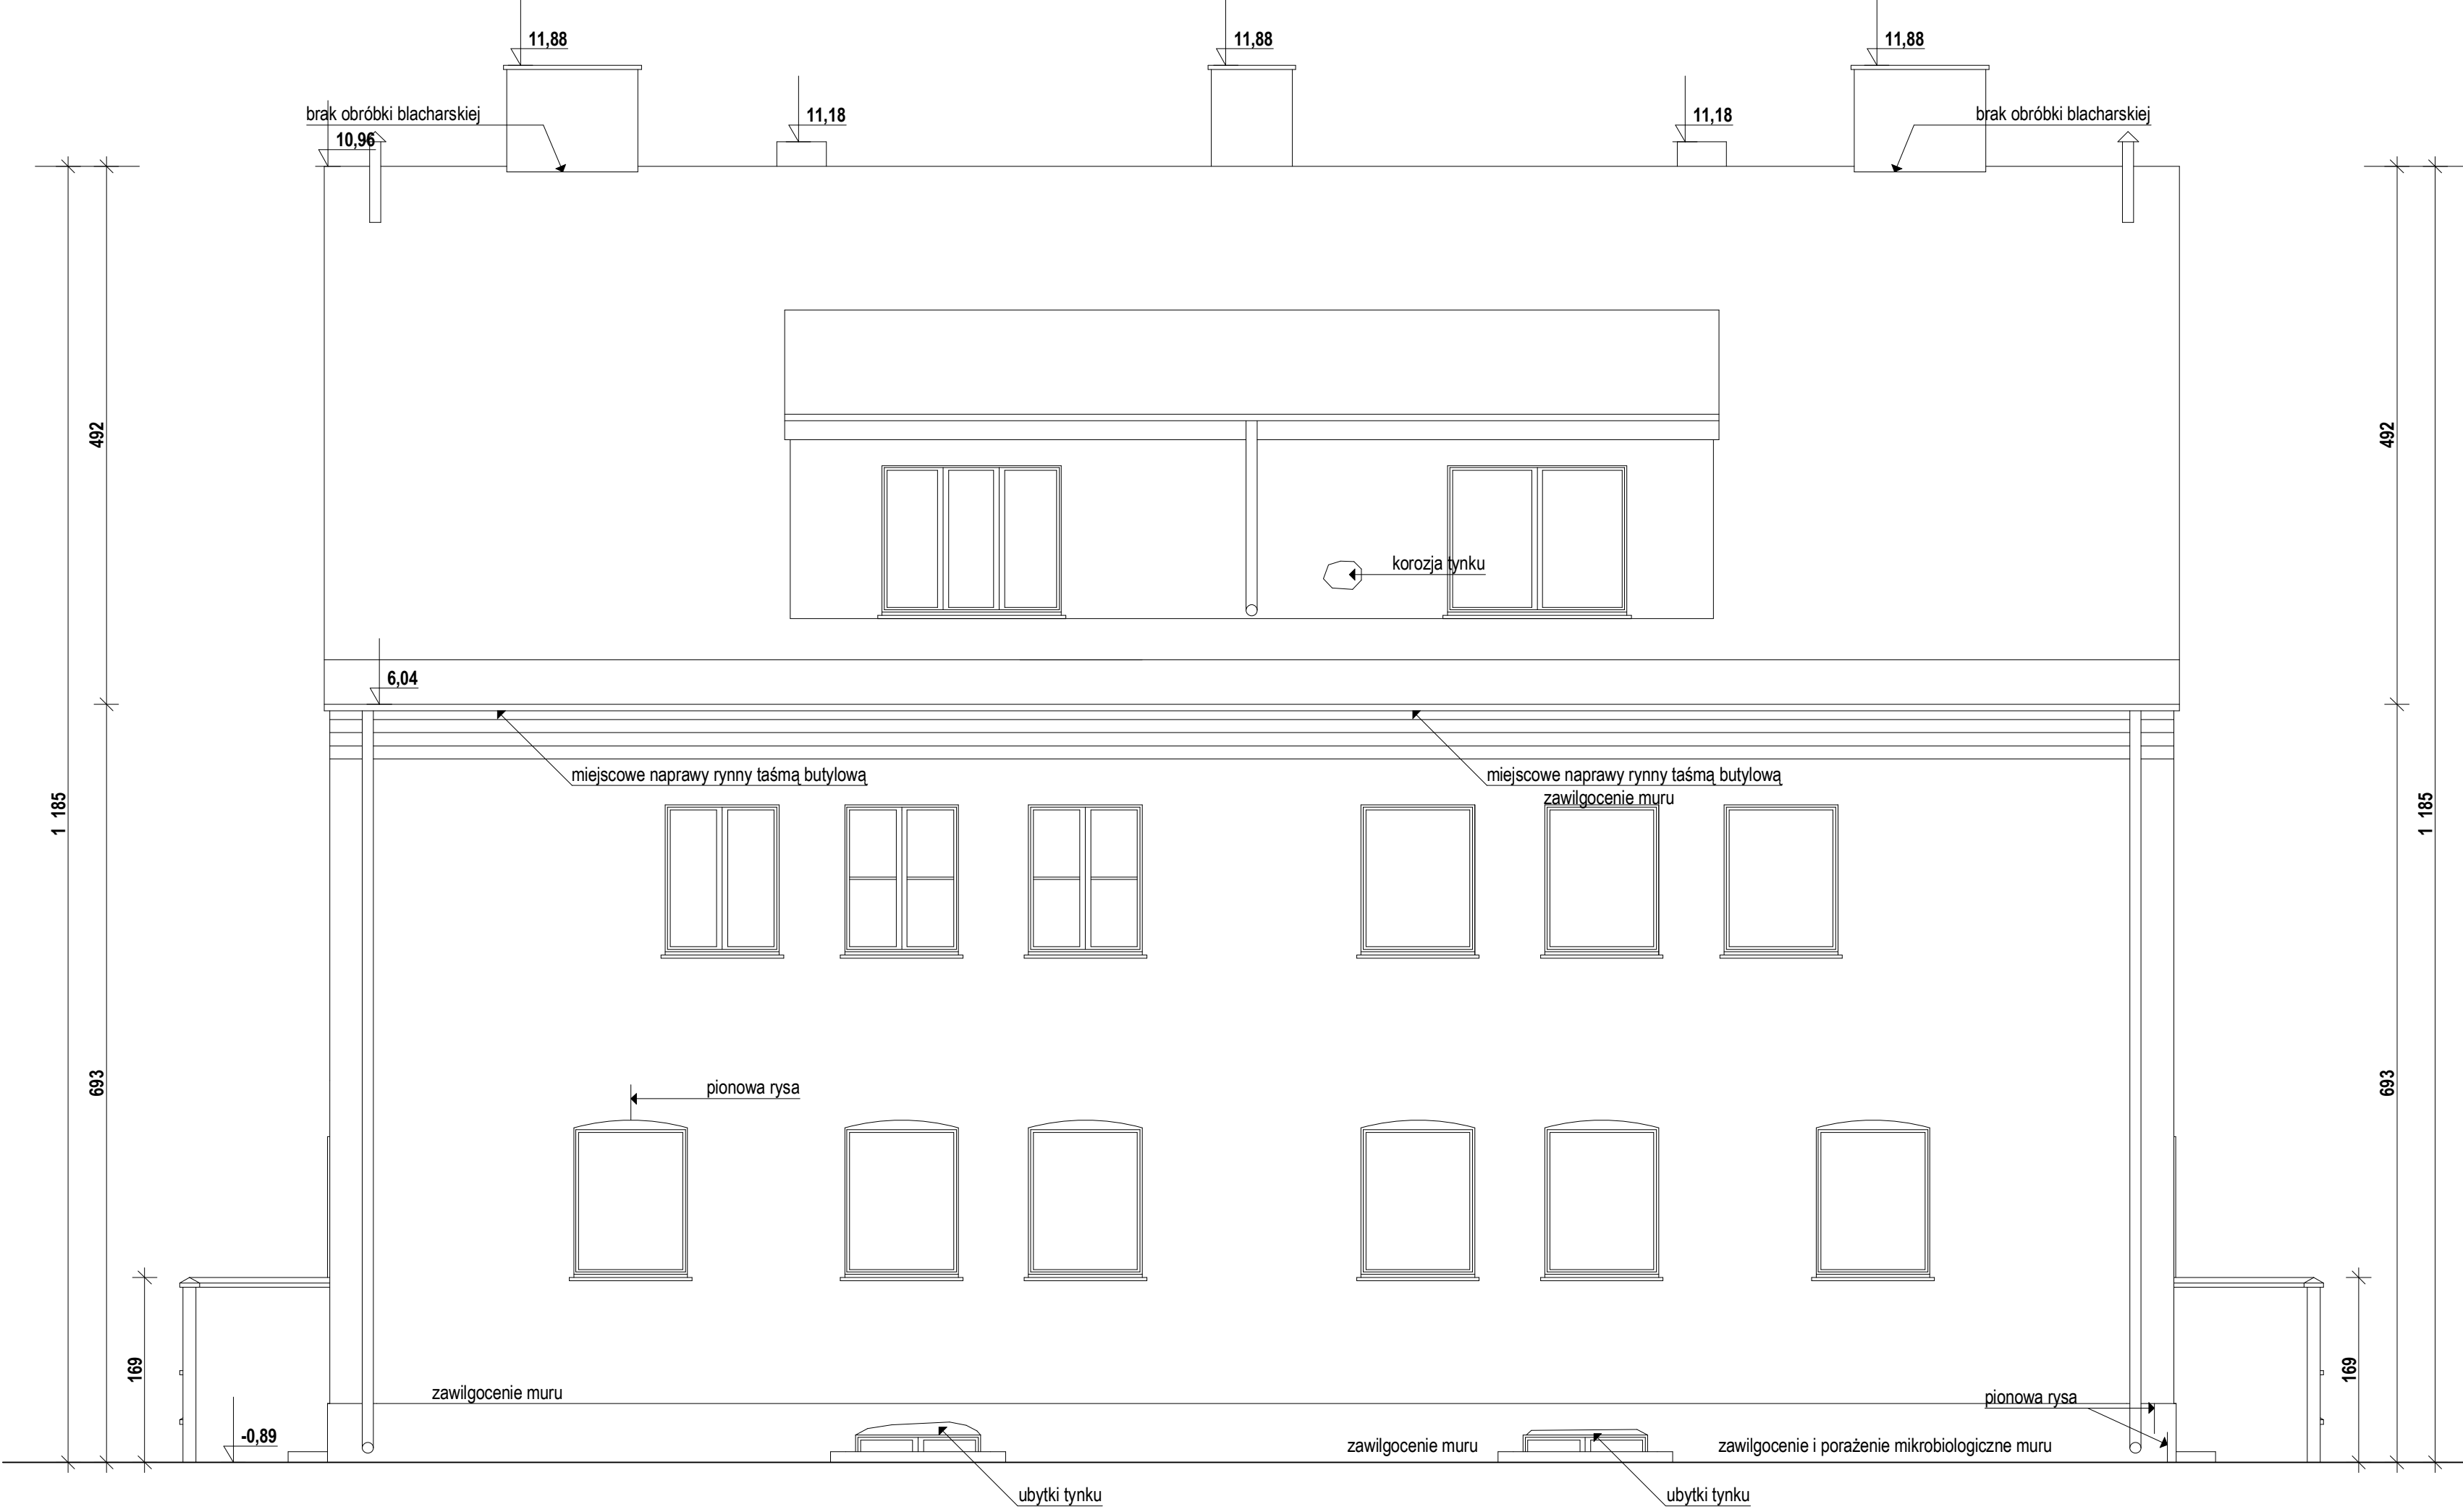 11,88
11,88
11,88
brak obróbki blacharskiej
11,18
11,18
brak obróbki blacharskiej
10,96
492
492
korozja tynku
6,04
miejscowe naprawy rynny taśmą butylową
miejscowe naprawy rynny taśmą butylową
zawilgocenie muru
1 185
1 185
693
693
pionowa rysa
169
169
zawilgocenie muru
pionowa rysa
-0,89
zawilgocenie muru
zawilgocenie i porażenie mikrobiologiczne muru
ubytki tynku
ubytki tynku